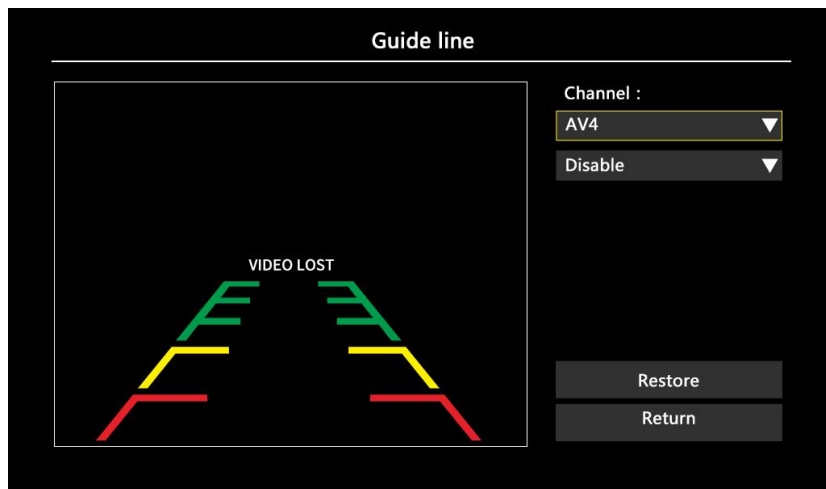 Guide line
Channel :
AV4
Disable
VIDEO LOST
Restore
Return